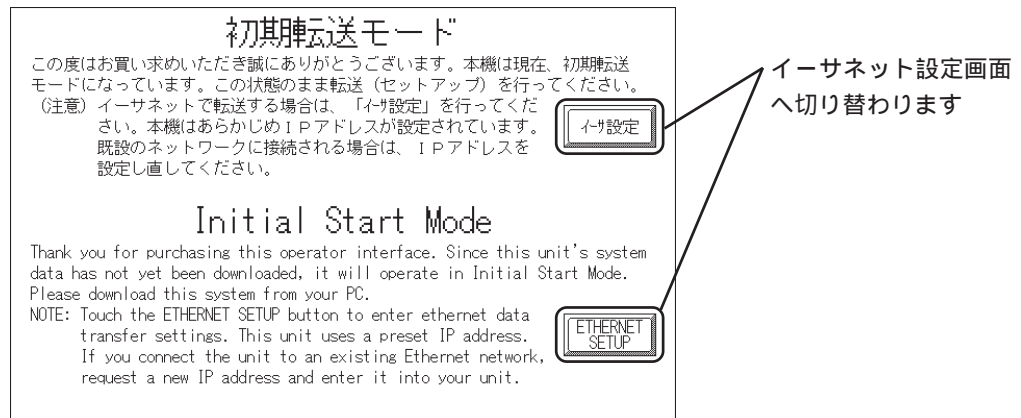 初期転送モード
この度はお買い求めいただき誠にありがとうございます。本機は現在、初期転送
モードになっています。この状態のまま転送（セットアップ）を行ってください。
（注意）イーサネットで転送する場合は、「ｲｰｻ設定」を行ってくだ
さい。本機はあらかじめＩＰアドレスが設定されています。
既設のネットワークに接続される場合は、ＩＰアドレスを
設定し直してください。
ｲｰｻ設定
イーサネット設定画面
へ切り替わります
Initial Start Mode
Thank you for purchasing this operator interface. Since this unit's system
data has not yet been downloaded, it will operate in Initial Start Mode.
Please download this system from your PC.
NOTE: Touch the ETHERNET SETUP button to enter ethernet data
transfer settings. This unit uses a preset IP address.
If you connect the unit to an existing Ethernet network,
request a new IP address and enter it into your unit.
ETHERNET
SETUP